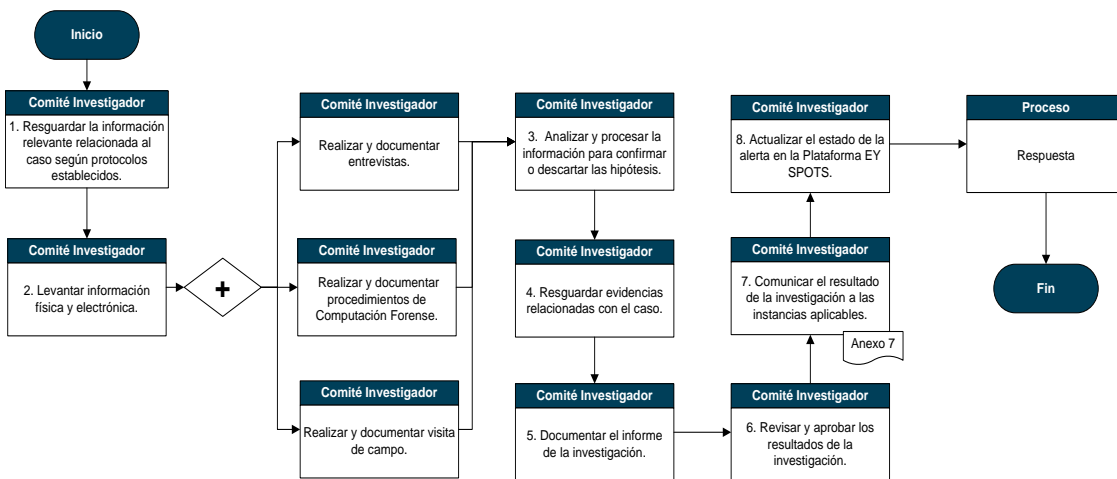 Inicio
Comité Investigador
1. Resguardar la información
relevante relacionada al
caso según protocolos
establecidos.
Comité Investigador
2. Levantar información
física y electrónica.
+
Comité Investigador
Realizar y documentar
entrevistas.
Comité Investigador
Realizar y documentar
procedimientos de
Computación Forense.
Comité Investigador
Realizar y documentar visita
de campo.
Comité Investigador
3. Analizar y procesar la
información para confirmar
o descartar las hipótesis.
Comité Investigador
4. Resguardar evidencias
relacionadas con el caso.
Comité Investigador
5. Documentar el informe
de la investigación.
Comité Investigador
6. Revisar y aprobar los
resultados de la
investigación.
Comité Investigador
7. Comunicar el resultado
de la investigación a las
instancias aplicables.
Anexo 7
Comité Investigador
8. Actualizar el estado de la
alerta en la Plataforma EY
SPOTS.
Proceso
Respuesta
Fin